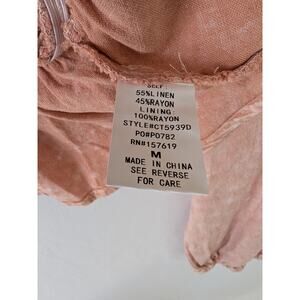 SELF
55%LINEN
45%RAYON
LINING
100%RAYON
STYLE#CT5939D
PO#PO782
RN#157619
M
MADE IN CHINA
SEE REVERSE
FOR CARE